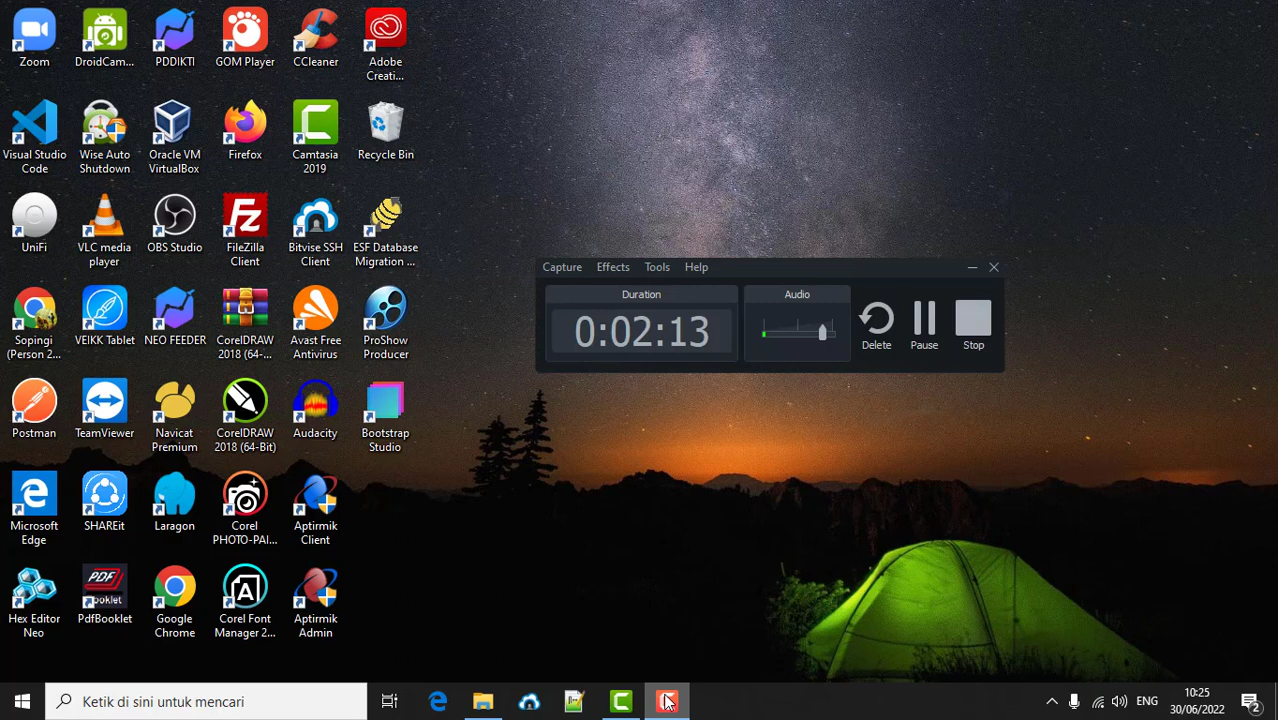 Zoom
DroidCam...
PDDIKTI
GOM Player
CCleaner
Adobe
Creati...
Visual Studio
Code
Wise Auto
Shutdown
Oracle VM
VirtualBox
Firefox
Camtasia
2019
Recycle Bin
UniFi
VLC media
player
OBS Studio
Fz
FileZilla
Client
Bitvise SSH
Client
ESF Database
Migration ...
Sopingi
(Person 2...
VEIKK Tablet
NEO FEEDER
CorelDRAW
2018 (64-...
Avast Free
Antivirus
ProShow
Producer
Postman
TeamViewer
Navicat
Premium
CorelDRAW
2018 (64-Bit)
Audacity
Bootstrap
Studio
Microsoft
Edge
SHAREit
Laragon
Corel
PHOTO-PAI...
Aptirmik
Client
Hex Editor
Neo
PDF
ooklet
PdfBooklet
Google
Chrome
Corel Font
Manager 2...
Aptirmik
Admin
Capture Effects Tools Help
Duration
0:02:13
Audio
Delete
Pause
Stop
Ketik di sini untuk mencari
ENG
10:25
30/06/2022
2